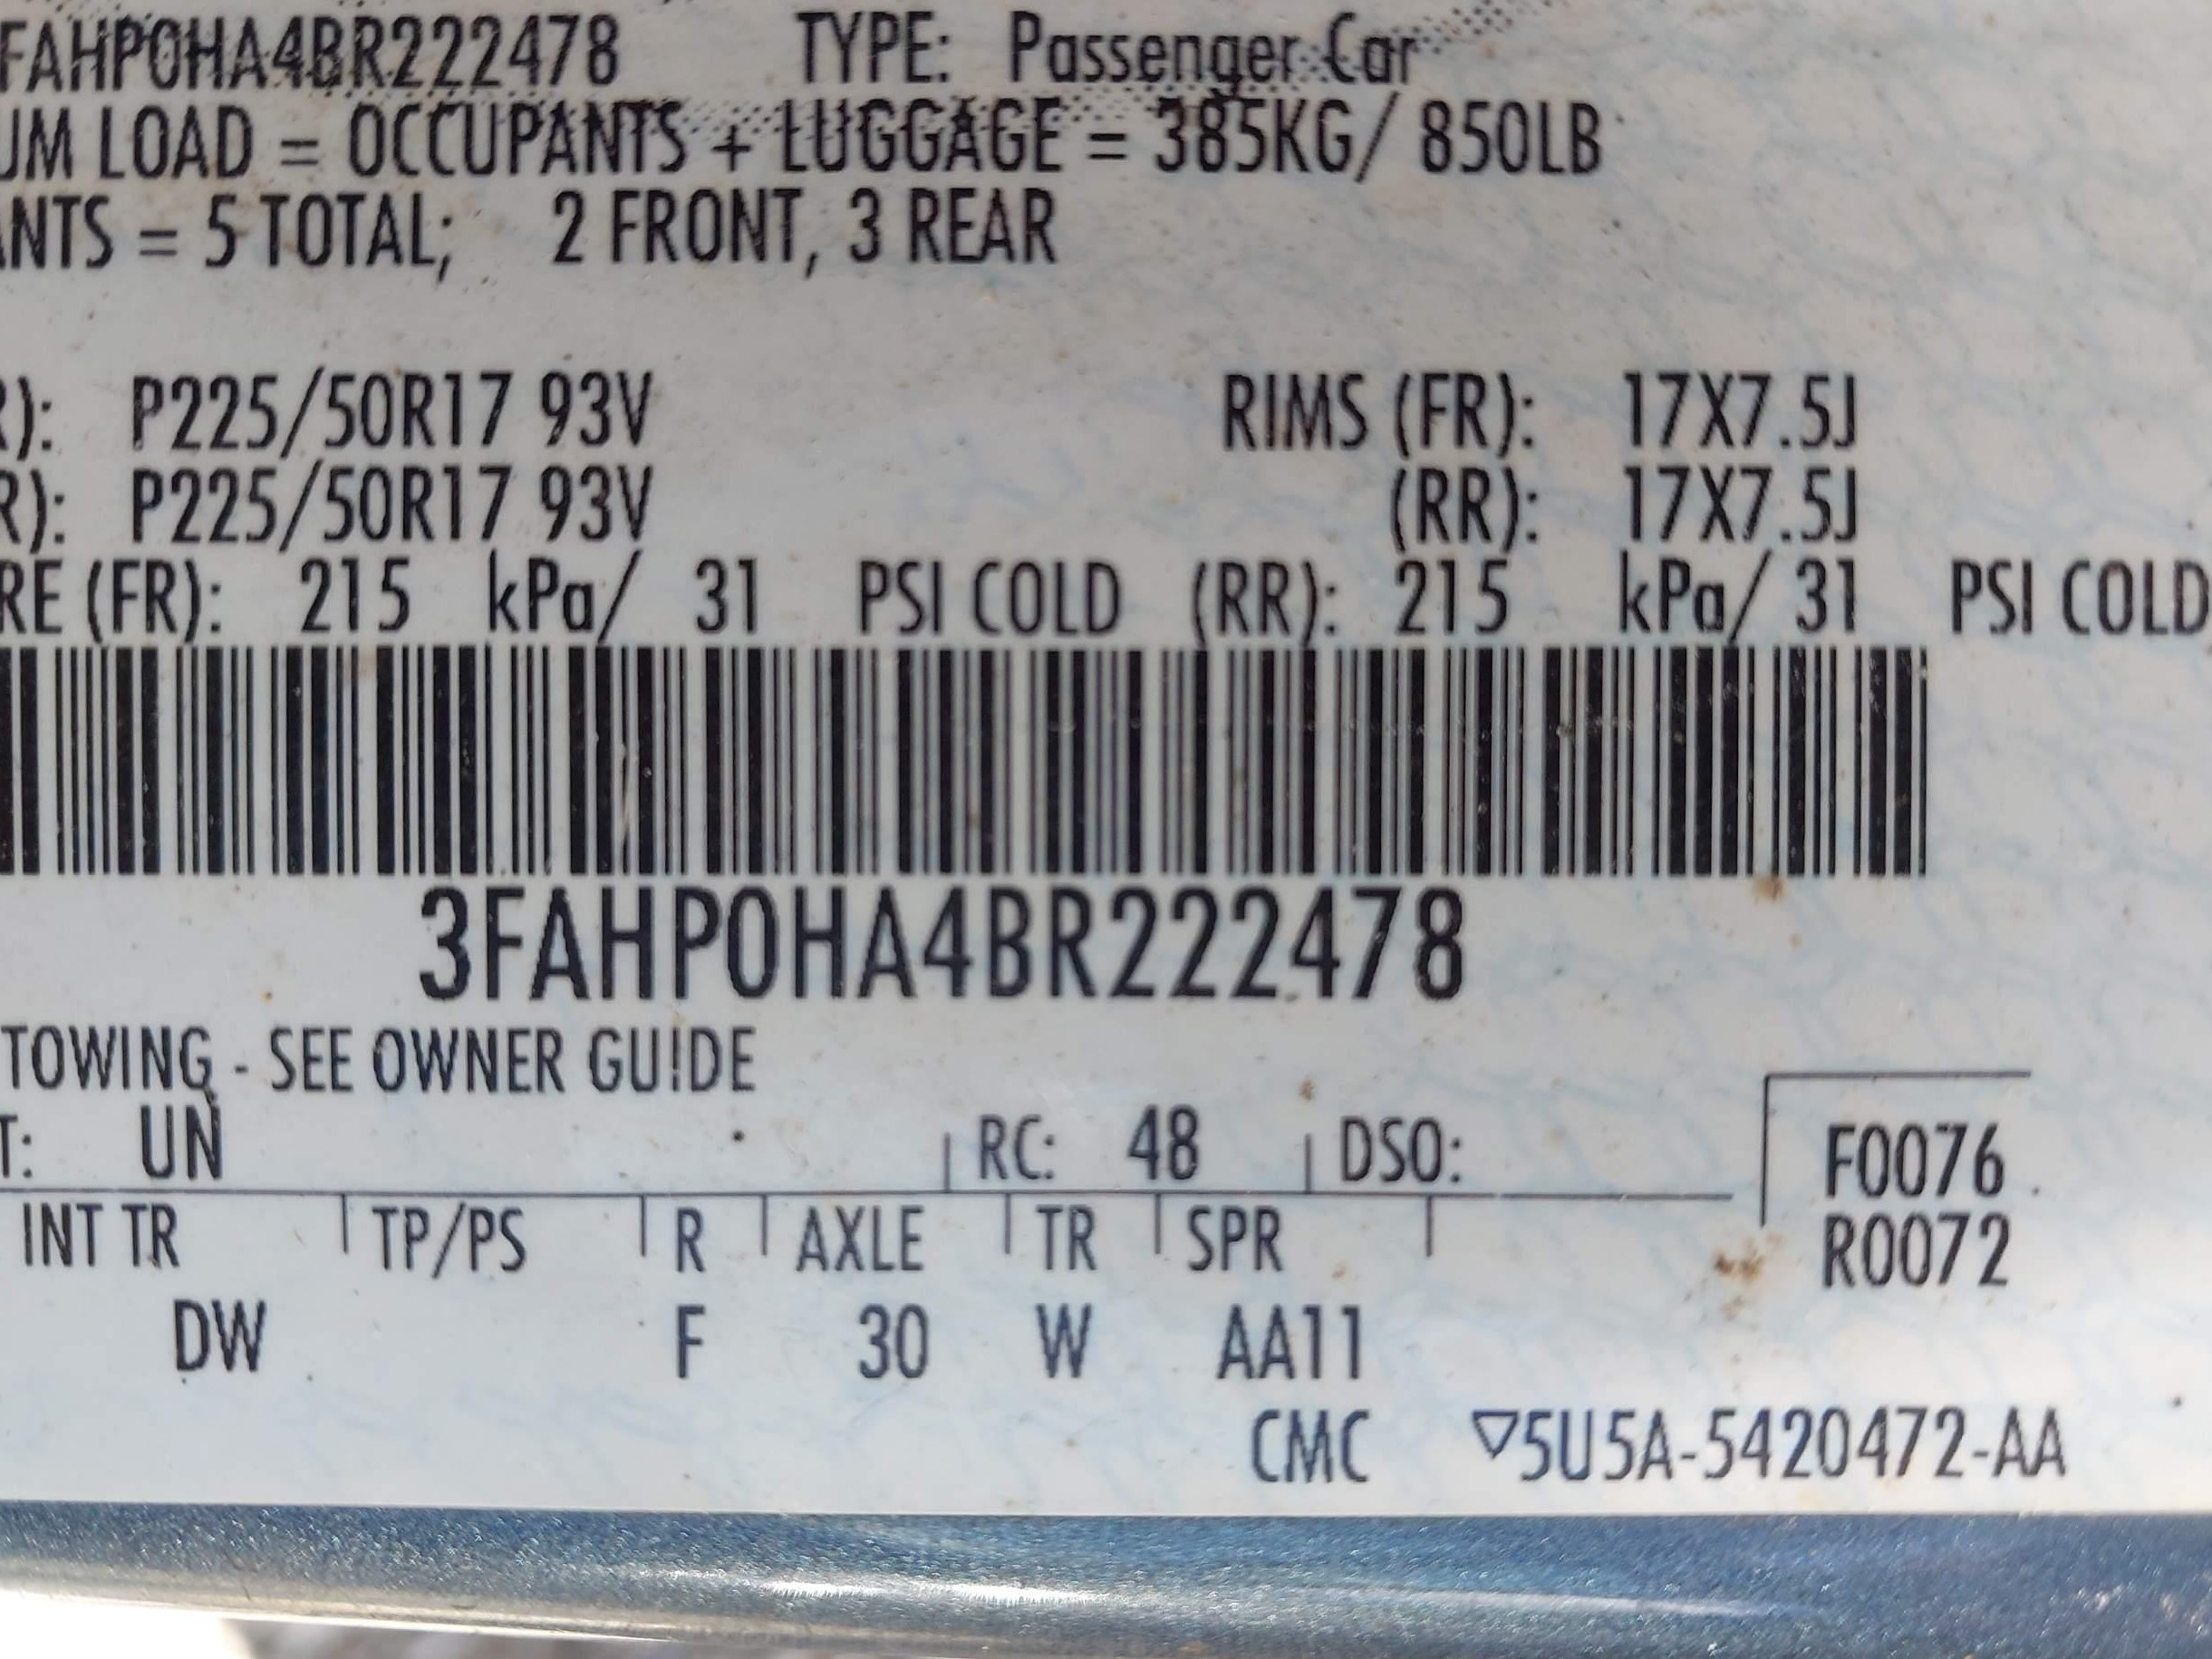 FAHP0HA4BR222478 TYPE: Passenger Car
UM LOAD = OCCUPANTS + LUGGAGE = 385KG/ 850LB
ANTS = 5 TOTAL; 2 FRONT, 3 REAR
R): P225/50R17 93V RIMS (FR): 17X7.5J
R): P225/50R17 93V (RR): 17X7.5J
RE (FR): 215 kPa/ 31 PSI COLD (RR): 215 kPa/ 31 PSI COLD
3FAHP0HA4BR222478
TOWING - SEE OWNER GUIDE
T: UN RC: 48 DSO: F0076
INT TR TP/PS R AXLE TR SPR R0072
DW F 30 W AA11
CMC ▽5U5A-5420472-AA